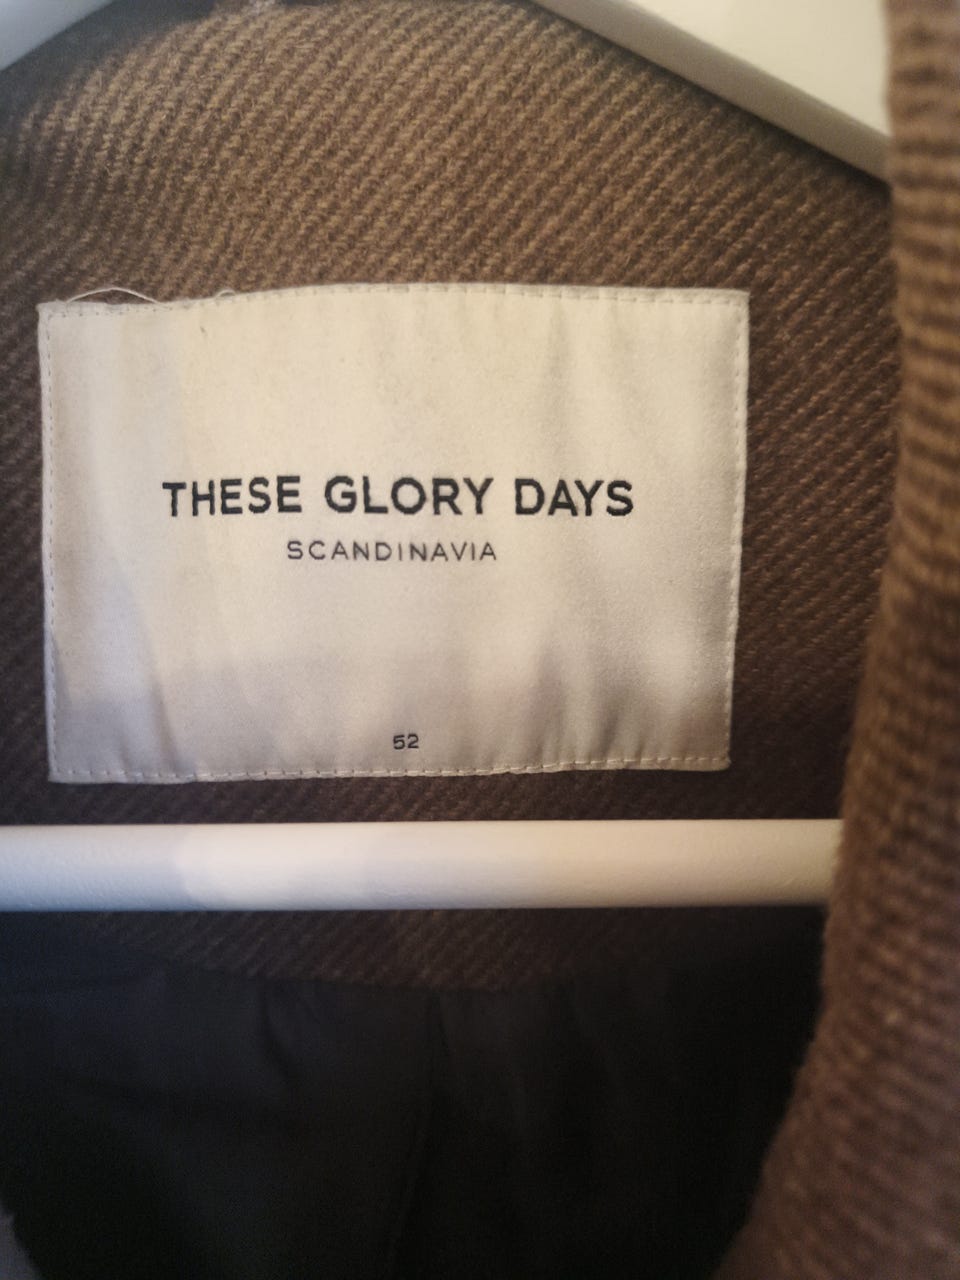 THESE GLORY DAYS
SCANDINAVIA
52